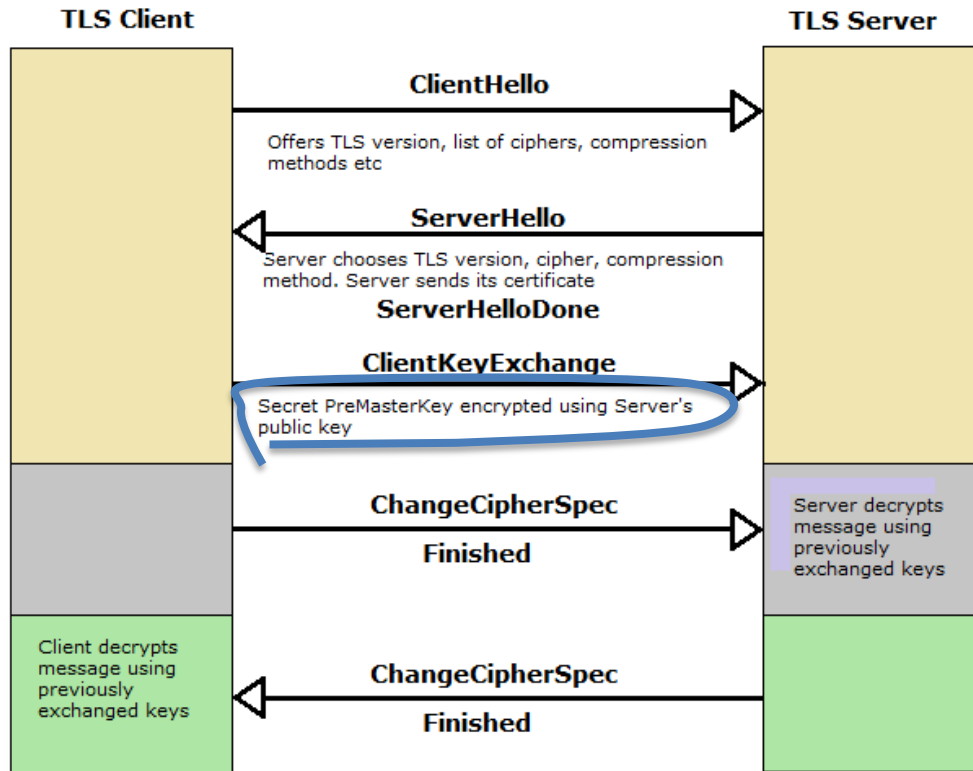 TLS Client
TLS Server
ClientHello
Offers TLS version, list of ciphers, compression
methods etc
ServerHello
Server chooses TLS version, cipher, compression
method. Server sends its certificate
ServerHelloDone
ClientKeyExchange
Secret PreMasterKey encrypted using Server's
public key
ChangeCipherSpec
Finished
Server decrypts
message using
previously
exchanged keys
Client decrypts
message using
previously
exchanged keys
ChangeCipherSpec
Finished